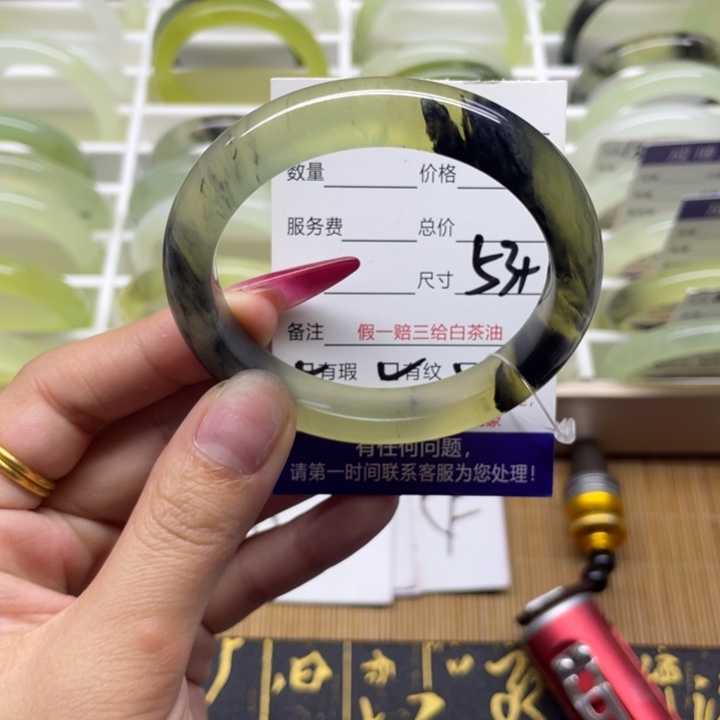 数量 价格
服务费 总价
尺寸 53+
备注 假一赔三给白茶油
有瑕 有纹
有任何问题，
请第一时间联系客服为您处理！